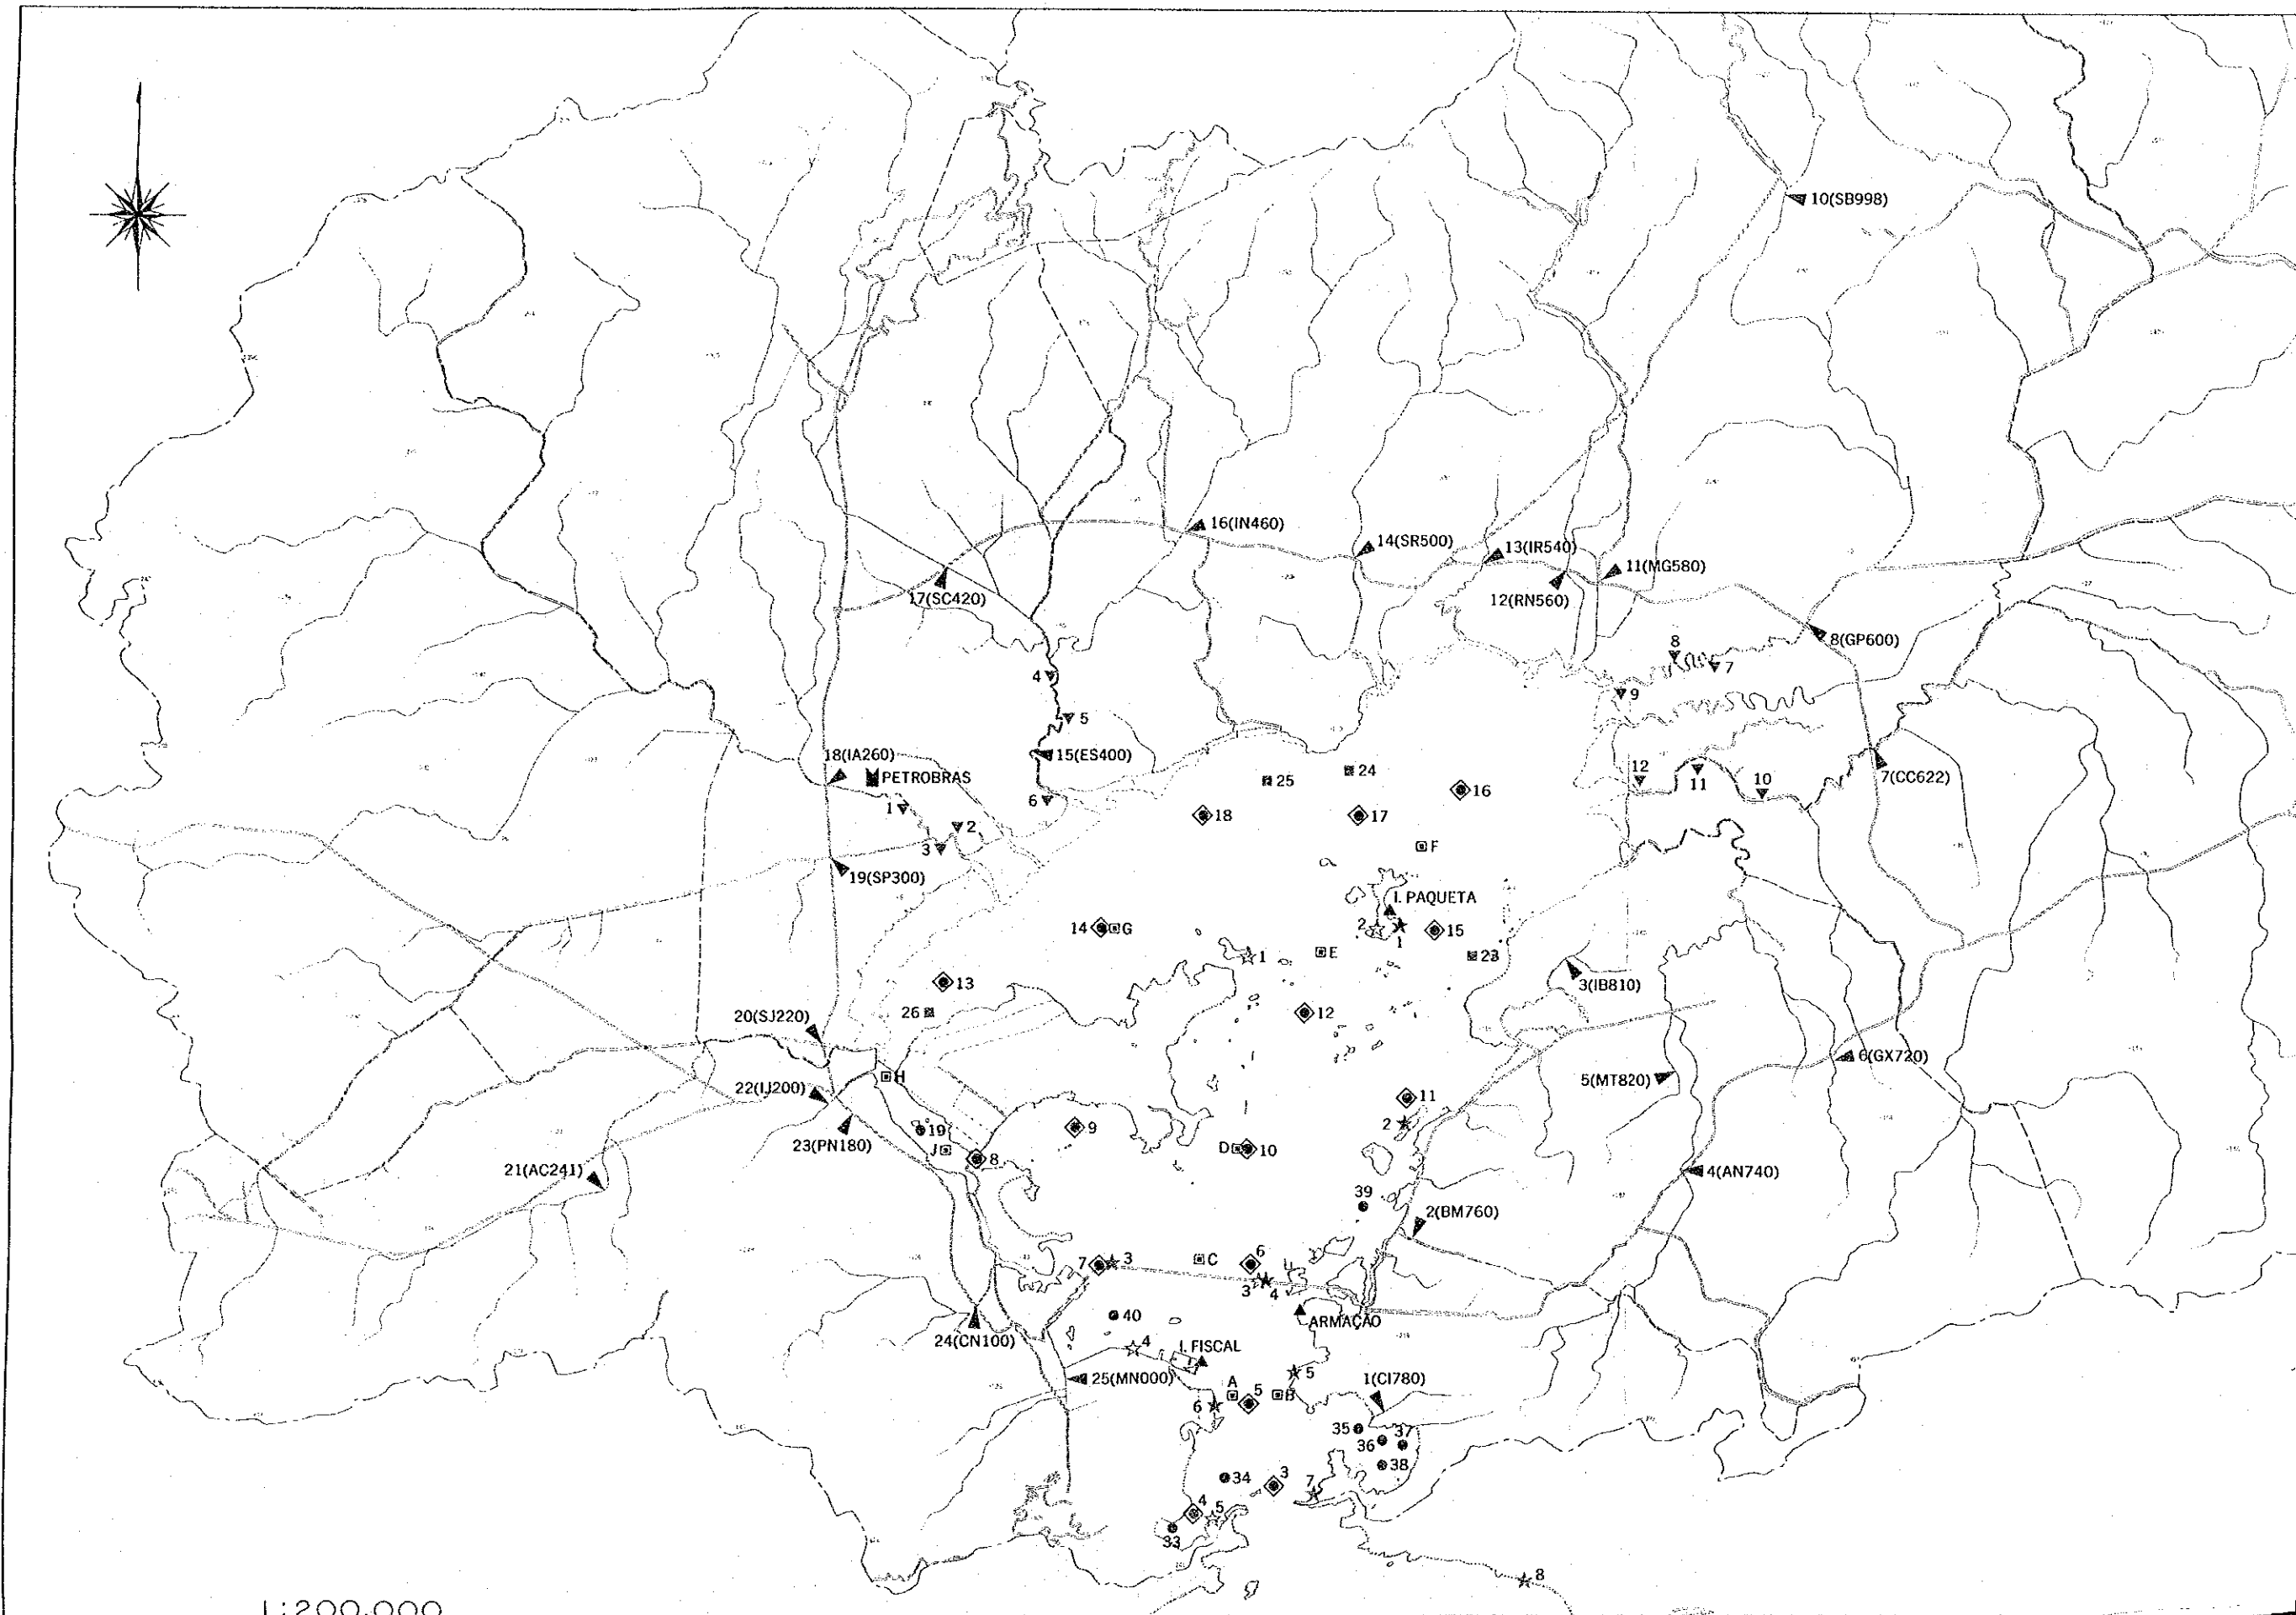 10(SB998)
16(IN460)
14(SR500)
13(IR540)
11(MG580)
17(SC420)
12(RN560)
8(GP600)
8
7
4
9
5
18(IA260)
15(ES400)
PETROBRAS
7(CC622)
25
24
12
11
10
16
1
6
2
18
17
3
F
19(SP300)
I. PAQUETA
14
G
2
1
15
1
E
23
3(IB810)
13
26
12
20(SJ220)
6(GX720)
H
5(MT820)
22(IJ200)
11
2
19
9
23(PN180)
J
8
D
10
21(AC241)
4(AN740)
39
2(BM760)
7
3
C
6
3
4
40
ARMAÇÃO
24(CN100)
4
I. FISCAL
25(MN000)
5
1(CI780)
A
5
B
6
35
36
37
38
34
3
7
4
5
33
8
1:200,000